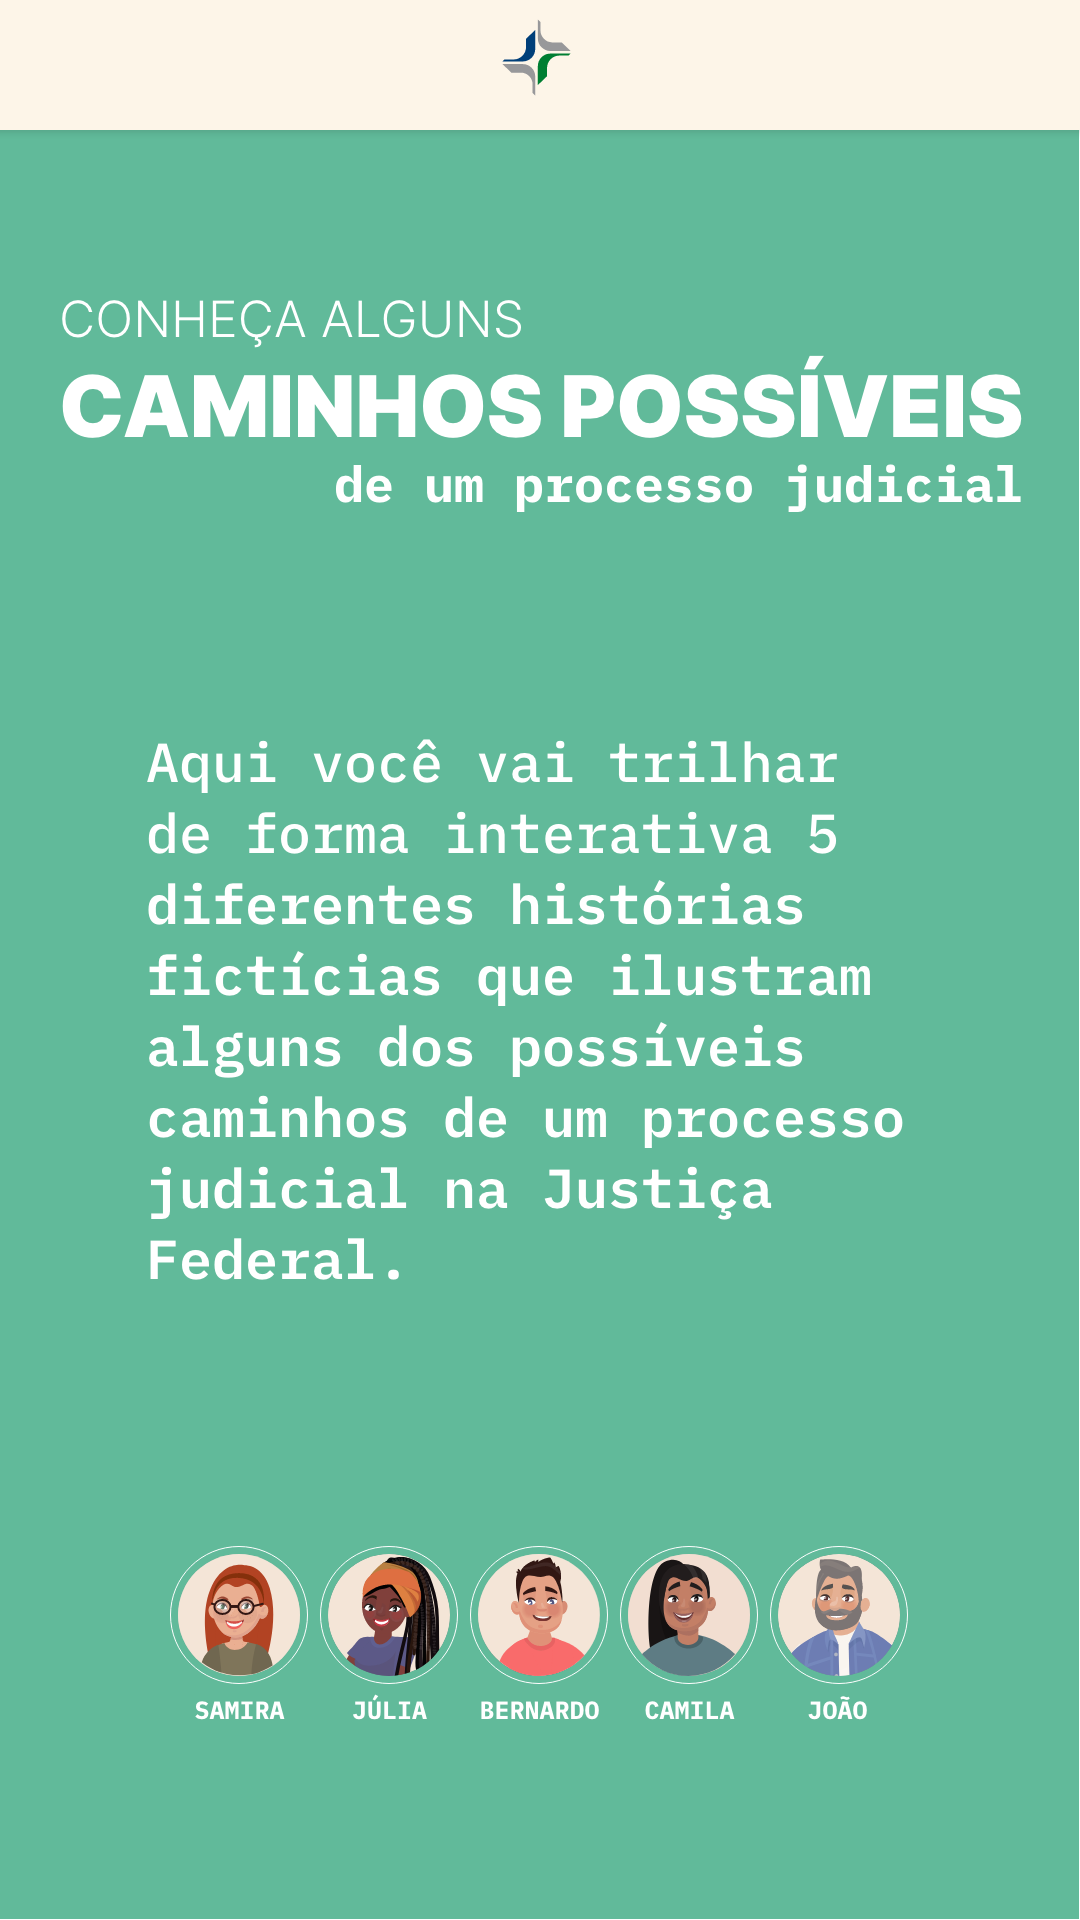 CONHEÇA ALGUNS
CAMINHOS POSSÍVEIS
de um processo judicial
Aqui você vai trilhar
de forma interativa 5
diferentes histórias
fictícias que ilustram
alguns dos possíveis
caminhos de um processo
judicial na Justiça
Federal.
SAMIRA
JÚLIA
BERNARDO
CAMILA
JOÃO